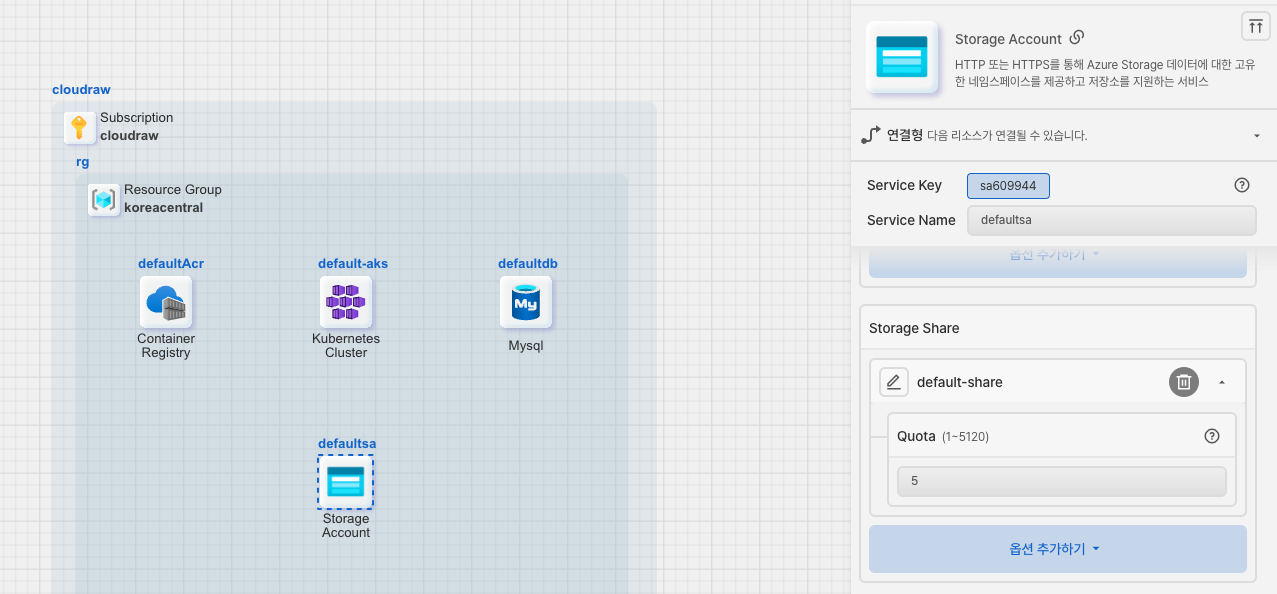 cloudraw
Subscription
cloudraw
rg
Resource Group
koreacentral
defaultAcr
Container
Registry
default-aks
Kubernetes
Cluster
defaultdb
My
Mysql
defaultsa
Storage
Account
Storage Account
HTTP 또는 HTTPS를 통해 Azure Storage 데이터에 대한 고유
한 네임스페이스를 제공하고 저장소를 지원하는 서비스
연결형 다음 리소스가 연결될 수 있습니다.
Service Key sa609944
Service Name defaultsa
옵션 추가하기
Storage Share
default-share
Quota (1~5120)
5
옵션 추가하기